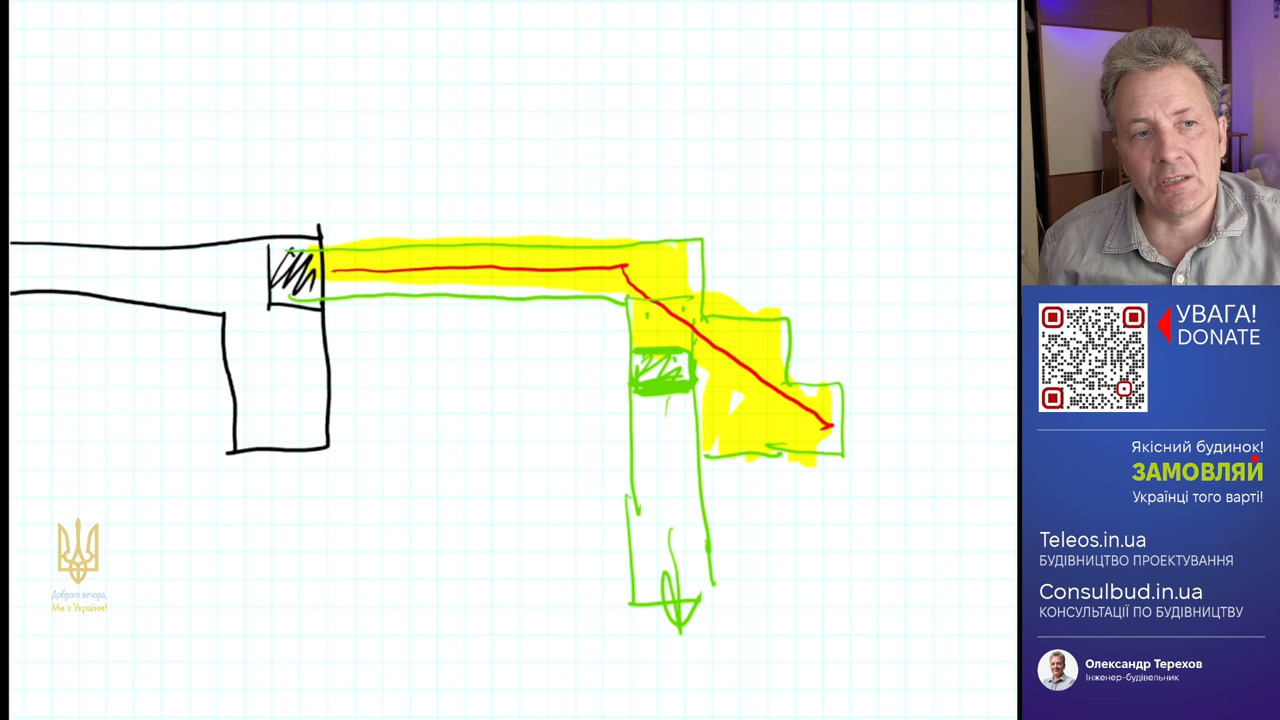 УВАГА!
DONATE
Якісний будинок!
ЗАМОВЛЯЙ
Українці того варті!
Teleos.in.ua
БУДІВНИЦТВО ПРОЕКТУВАННЯ
Consulbud.in.ua
КОНСУЛЬТАЦІЇ ПО БУДІВНИЦТВУ
Олександр Терехов
Інженер-будівельник
Доброго вечора,
Ми з України!